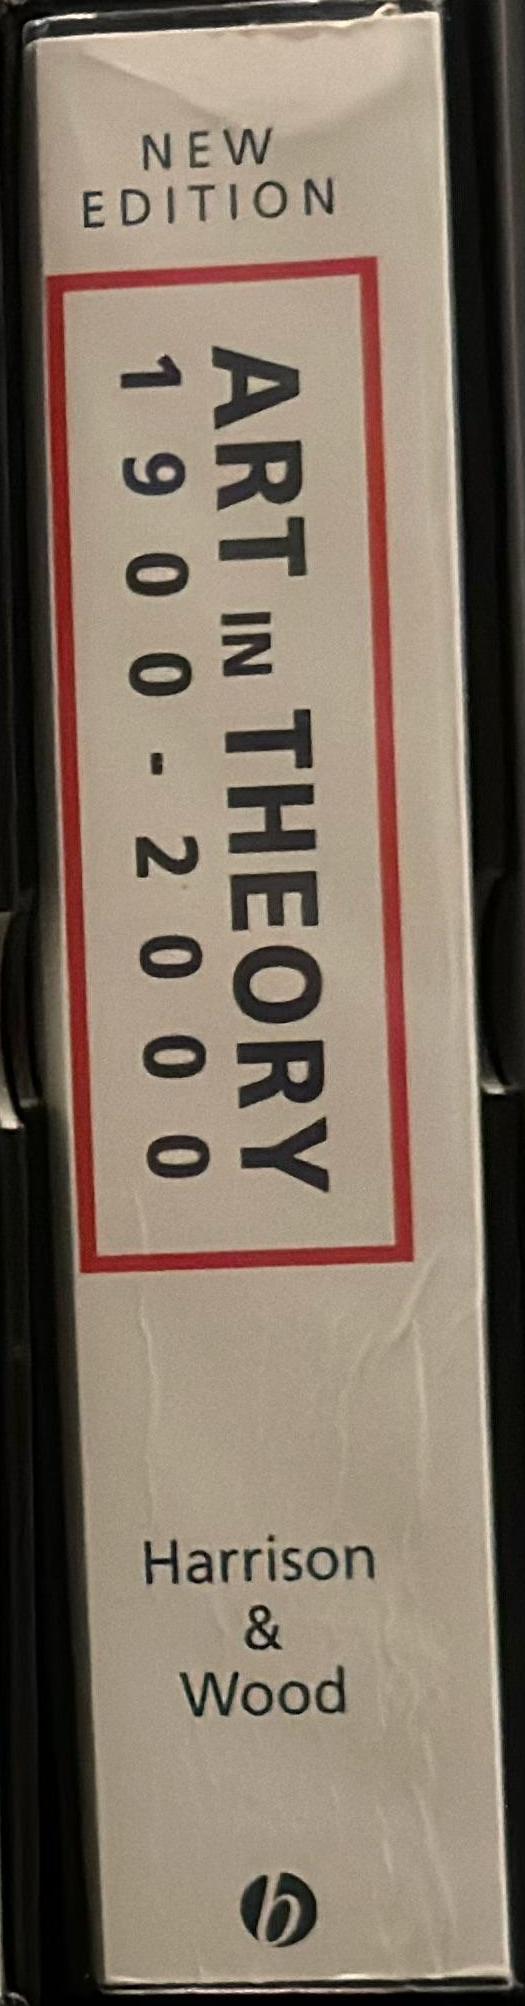 NEW
EDITION
ART IN THEORY
1900-2000
Harrison
&
Wood
b